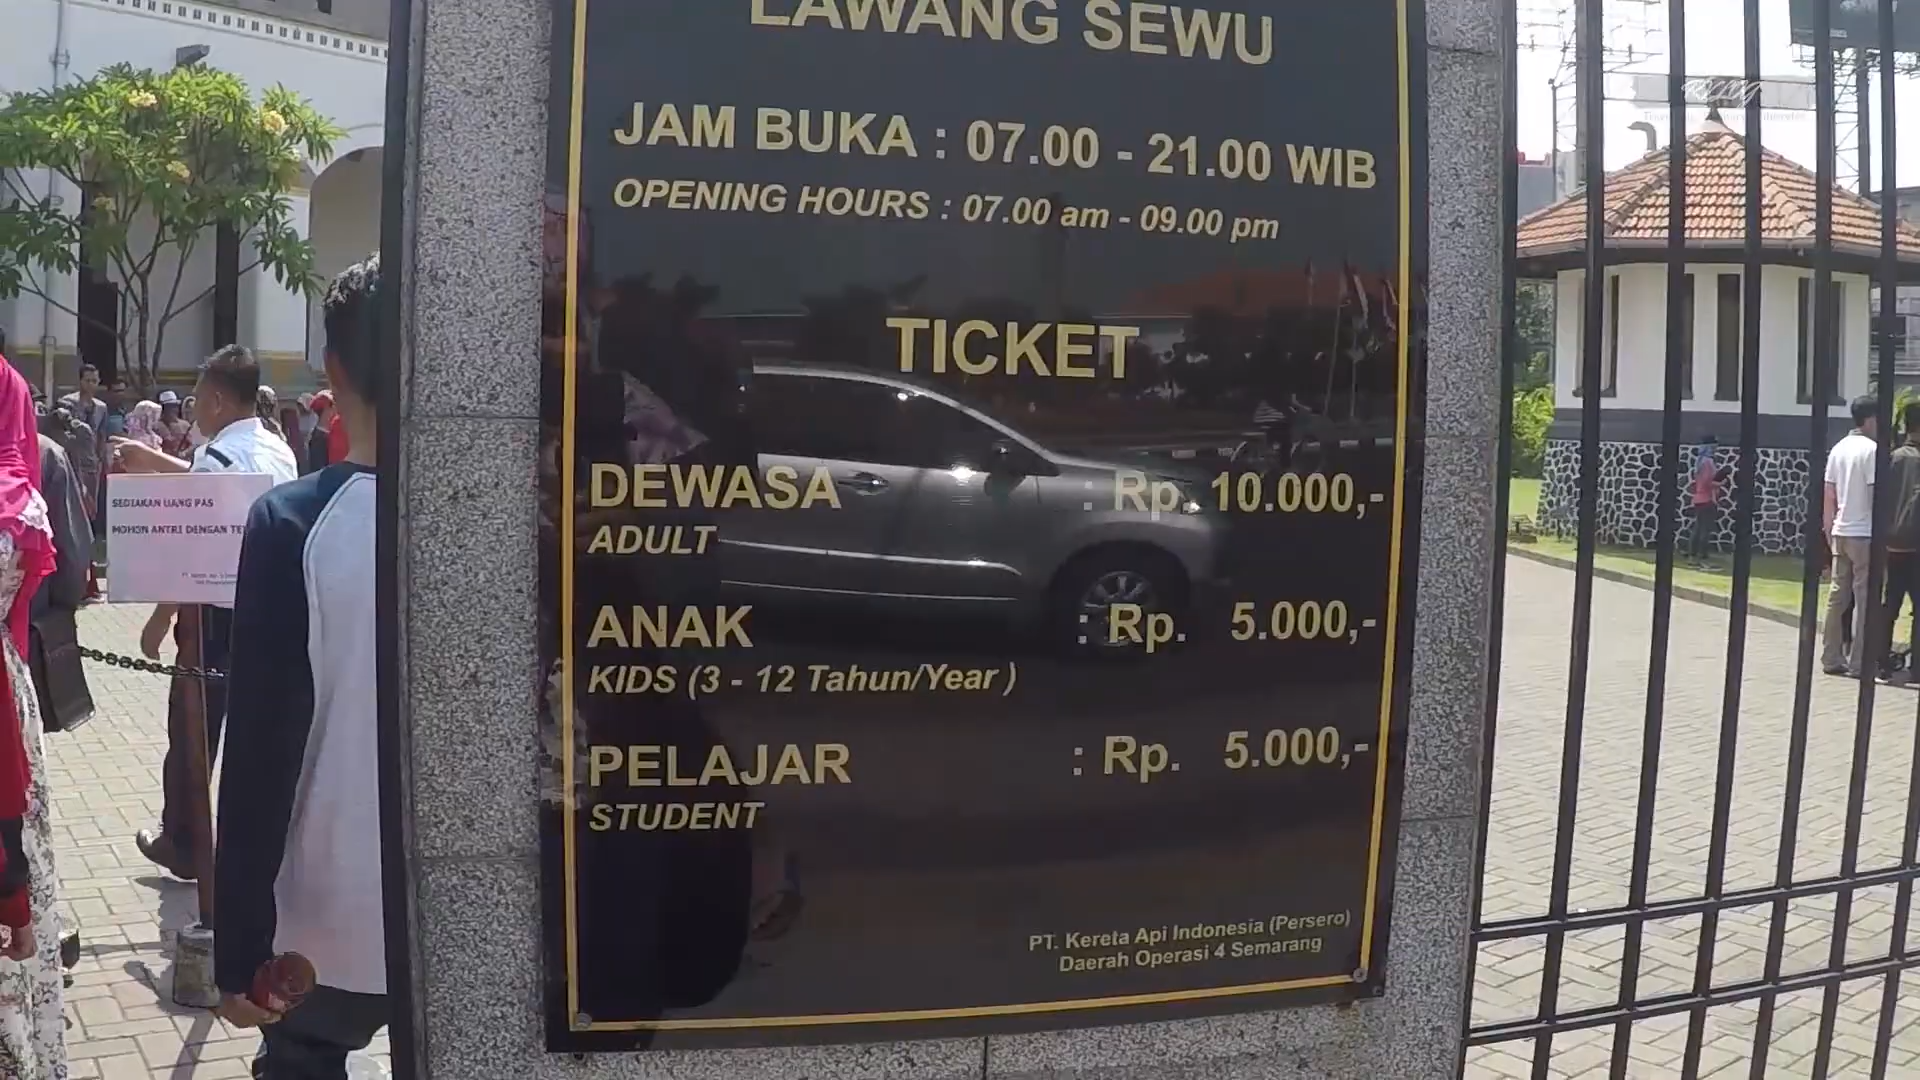 LAWANG SEWU
JAM BUKA : 07.00 - 21.00 WIB
OPENING HOURS : 07.00 am - 09.00 pm
TICKET
DEWASA : Rp. 10.000,-
ADULT
ANAK : Rp. 5.000,-
KIDS (3 - 12 Tahun/Year )
PELAJAR : Rp. 5.000,-
STUDENT
PT. Kereta Api Indonesia (Persero)
Daerah Operasi 4 Semarang
SEDIAKAN UANG PAS
MOHON ANTRI DENGAN